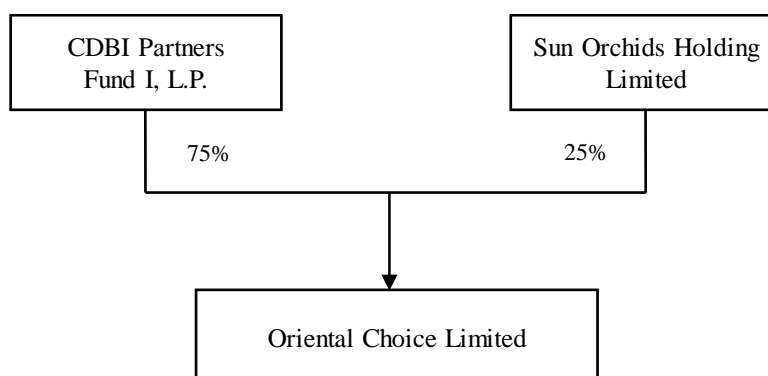 CDBI Partners
Fund I, L.P.
Sun Orchids Holding
Limited
75%
25%
Oriental Choice Limited